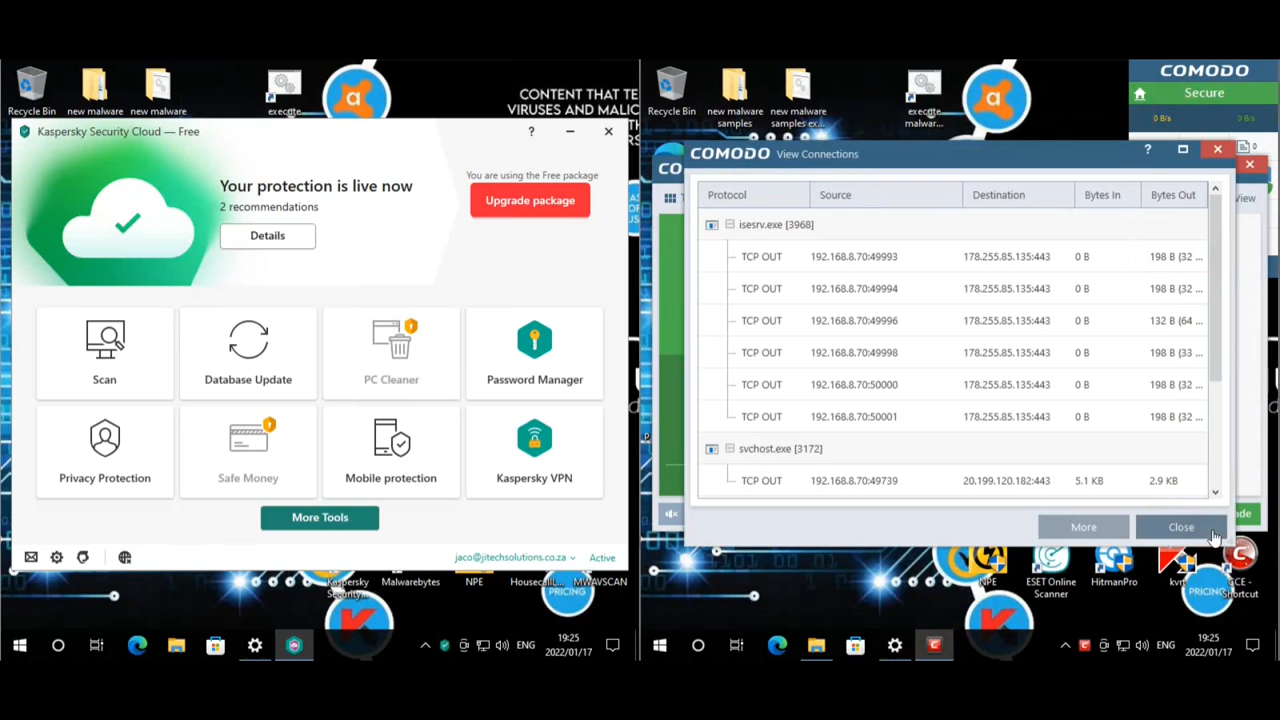 CONTENT THAT TE
VIRUSES AND MALIC
Recycle Bin
new malware
new malware
execute
Kaspersky Security Cloud — Free
?
Your protection is live now
2 recommendations
Details
You are using the Free package
Upgrade package
Scan
Database Update
PC Cleaner
Password Manager
Privacy Protection
Safe Money
Mobile protection
Kaspersky VPN
More Tools
jaco@jitechsolutions.co.za
Active
Kaspersky
Security...
Malwarebytes
NPE
HousecallL...
MWAVSCAN
PRICING
ENG
19:25
2022/01/17
Recycle Bin
new malware
samples
new malware
samples ex...
execute
malwar...
COMODO
Secure
0 B/s
0 B/s
0
CO
COMODO View Connections
?
View
Protocol
Source
Destination
Bytes In
Bytes Out
isesrv.exe [3968]
TCP OUT 192.168.8.70:49993 178.255.85.135:443 0 B 198 B (32 ...
TCP OUT 192.168.8.70:49994 178.255.85.135:443 0 B 198 B (32 ...
TCP OUT 192.168.8.70:49996 178.255.85.135:443 0 B 132 B (64 ...
TCP OUT 192.168.8.70:49998 178.255.85.135:443 0 B 198 B (33 ...
TCP OUT 192.168.8.70:50000 178.255.85.135:443 0 B 198 B (32 ...
TCP OUT 192.168.8.70:50001 178.255.85.135:443 0 B 198 B (32 ...
svchost.exe [3172]
TCP OUT 192.168.8.70:49739 20.199.120.182:443 5.1 KB 2.9 KB
More
Close
de
NPE
ESET Online
Scanner
HitmanPro
kvrt
CCE -
Shortcut
PRICING
ENG
19:25
2022/01/17